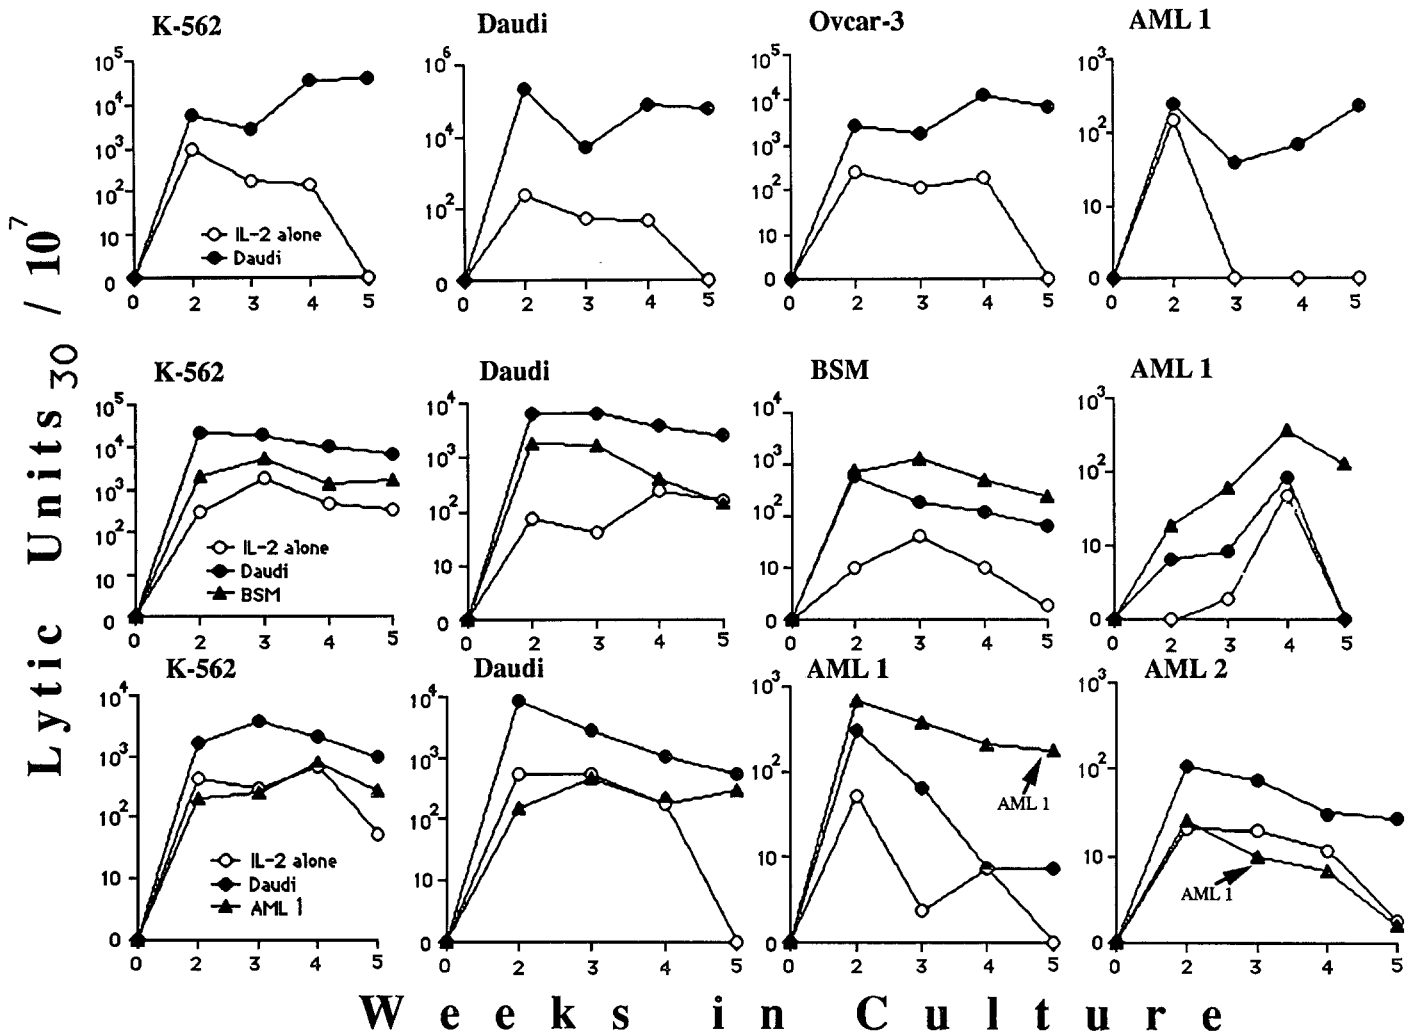 K-562 Daudi Ovcar-3 AML 1
10^5 10^4 10^3 10^2 10 0
0 2 3 4 5
IL-2 alone
Daudi
10^6 10^4 10^2 0
0 2 3 4 5
10^5 10^4 10^3 10^2 10 0
0 2 3 4 5
10^3 10^2 10 0
0 2 3 4 5
K-562 Daudi BSM AML 1
10^5 10^4 10^3 10^2 10 0
0 2 3 4 5
IL-2 alone
Daudi
BSM
10^4 10^3 10^2 10 0
0 2 3 4 5
10^4 10^3 10^2 10 0
0 2 3 4 5
10^3 10^2 10 0
0 2 3 4 5
K-562 Daudi AML 1 AML 2
10^4 10^3 10^2 10 0
0 2 3 4 5
IL-2 alone
Daudi
AML 1
10^4 10^3 10^2 10 0
0 2 3 4 5
10^3 10^2 10 0
0 2 3 4 5
AML 1
10^3 10^2 10 0
0 2 3 4 5
AML 1
Lytic Units 30 / 10^7
Weeks in Culture